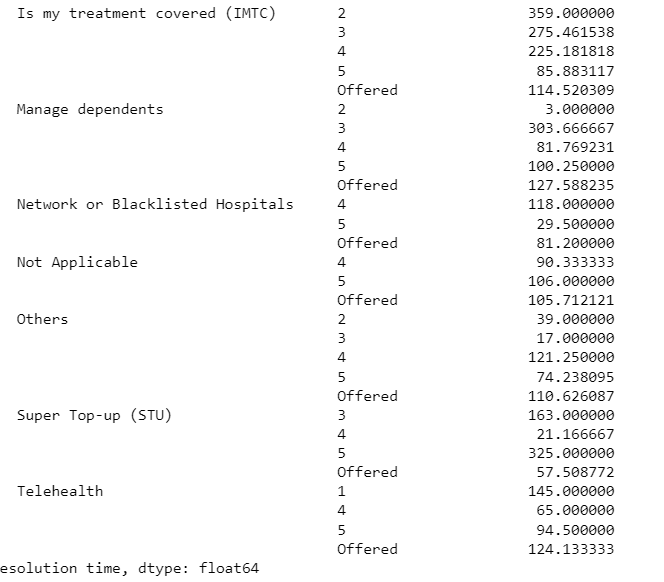 Is my treatment covered (IMTC) 2 359.000000
3 275.461538
4 225.181818
5 85.883117
Offered 114.520309
Manage dependents 2 3.000000
3 303.666667
4 81.769231
5 100.250000
Offered 127.588235
Network or Blacklisted Hospitals 4 118.000000
5 29.500000
Offered 81.200000
Not Applicable 4 90.333333
5 106.000000
Offered 105.712121
Others 2 39.000000
3 17.000000
4 121.250000
5 74.238095
Offered 110.626087
Super Top-up (STU) 3 163.000000
4 21.166667
5 325.000000
Offered 57.508772
Telehealth 1 145.000000
4 65.000000
5 94.500000
Offered 124.133333
esolution time, dtype: float64